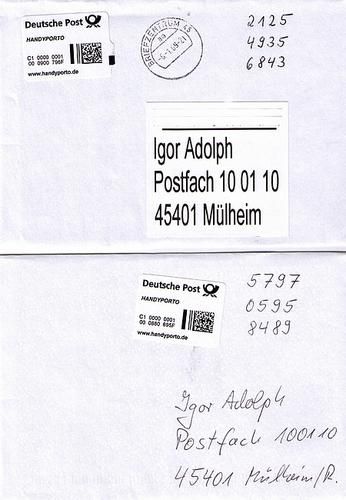 Deutsche Post
HANDYPORTO
C1 0000 0001
00 0900 795F
www.handyporto.de
BRIEFZENTRUM 45
2125
4935
6843
Igor Adolph
Postfach 10 01 10
45401 Mülheim
Deutsche Post
HANDYPORTO
C1 0000 0001
00 0880 695F
www.handyporto.de
5797
0595
8489
Igor Adolph
Postfach 100110
45401 Mülheim/R.